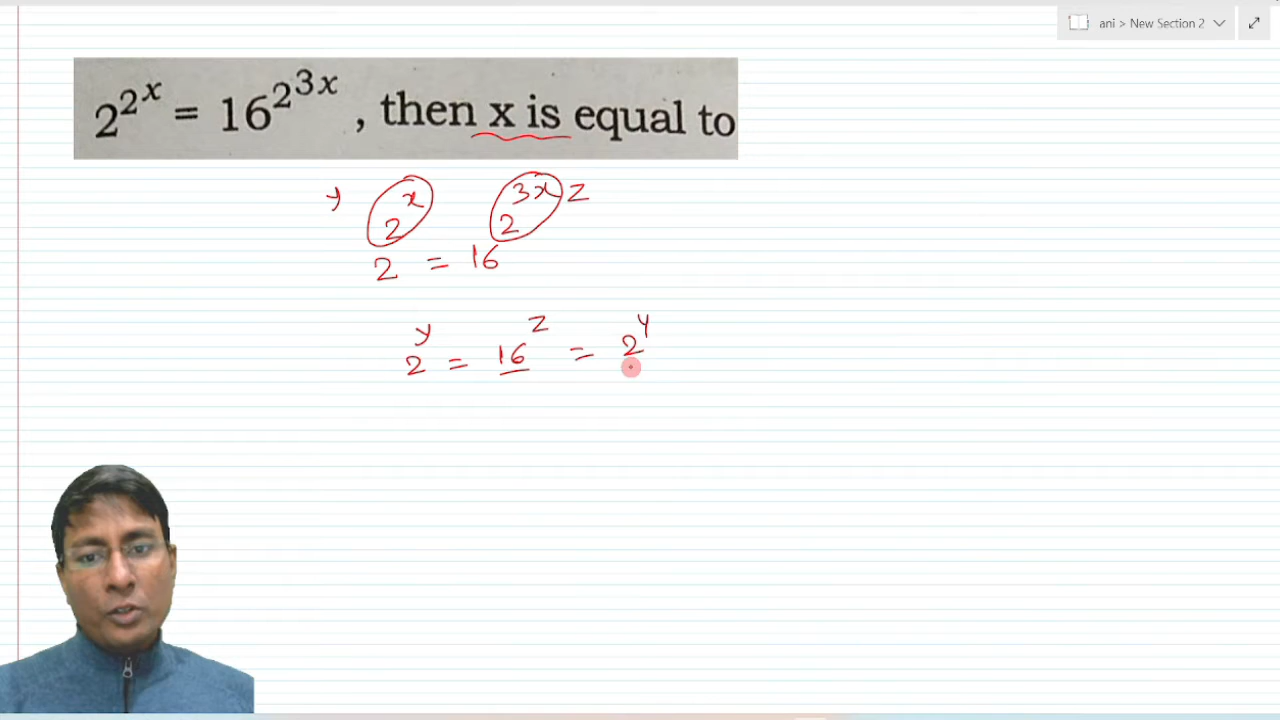 ani > New Section 2
2^{2^x} = 16^{2^{3x}} , then x is equal to
y 2^{2^x} = 16^{2^{3x}} z
2^y = 16^z = 2^4